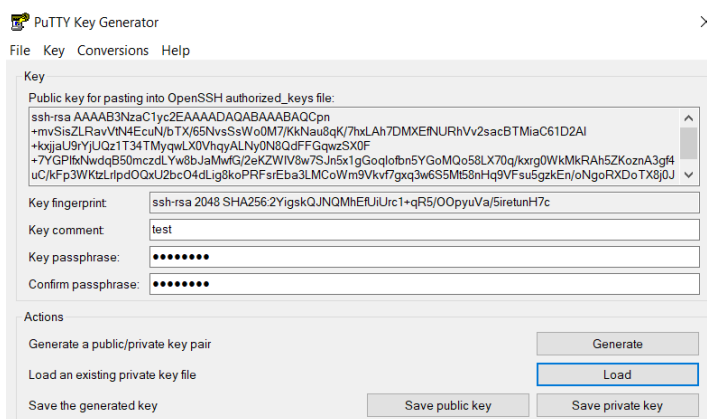 PuTTY Key Generator
File Key Conversions Help
Key
Public key for pasting into OpenSSH authorized_keys file:
ssh-rsa AAAAB3NzaC1yc2EAAAADAQABAAABAQCpn
+mvSisZLRavVtN4EcuN/bTX/65NvsSsWo0M7/KkNau8qK/7hxLAh7DMXEfNURhVv2sacBTMiaC61D2AI
+kxjjaU9rYjUQz1T34TMyqwLX0VhqyALNy0N8QdFFGqwzSX0F
+7YGPlfxNwdqB50mczdLYw8bJaMwfG/2eKZWIV8w7SJn5x1gGoqlofbn5YGoMQo58LX70q/kxrg0WkMkRAh5ZKoznA3gf4
uC/kFp3WKtzLrlpdOQxU2bcO4dLig8koPRFsrEba3LMCoWm9Vkvf7gxq3w6S5Mt58nHq9VFsu5gzkEn/oNgoRXDoTX8j0J
Key fingerprint: ssh-rsa 2048 SHA256:2YigskQJNQMhEfUiUrc1+qR5/OOpyuVa/5iretunH7c
Key comment: test
Key passphrase: ●●●●●●●●
Confirm passphrase: ●●●●●●●●
Actions
Generate a public/private key pair Generate
Load an existing private key file Load
Save the generated key Save public key Save private key